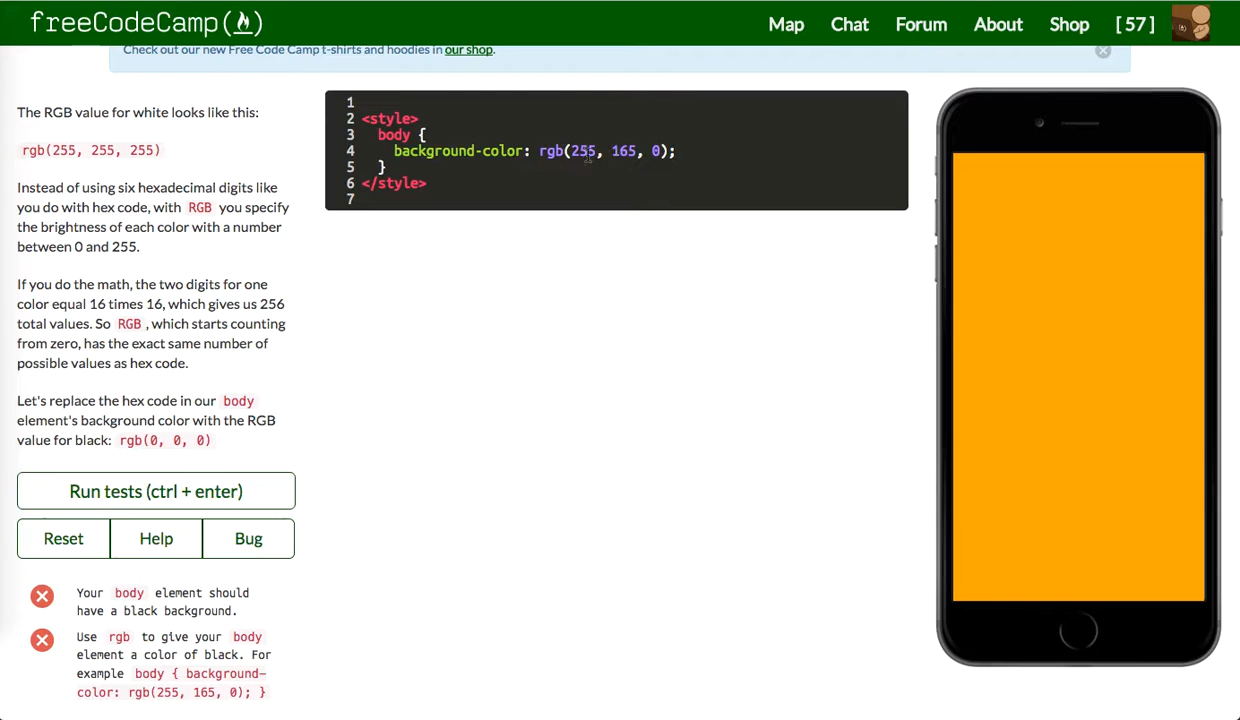 freeCodeCamp(🔥)
Map Chat Forum About Shop [ 57 ]
Check out our new Free Code Camp t-shirts and hoodies in our shop.
The RGB value for white looks like this:
rgb(255, 255, 255)
Instead of using six hexadecimal digits like
you do with hex code, with RGB you specify
the brightness of each color with a number
between 0 and 255.
If you do the math, the two digits for one
color equal 16 times 16, which gives us 256
total values. So RGB , which starts counting
from zero, has the exact same number of
possible values as hex code.
Let's replace the hex code in our body
element's background color with the RGB
value for black: rgb(0, 0, 0)
Run tests (ctrl + enter)
Reset Help Bug
Your body element should
have a black background.
Use rgb to give your body
element a color of black. For
example body { background-
color: rgb(255, 165, 0); }
1
2 <style>
3 body {
4 background-color: rgb(255, 165, 0);
5 }
6 </style>
7